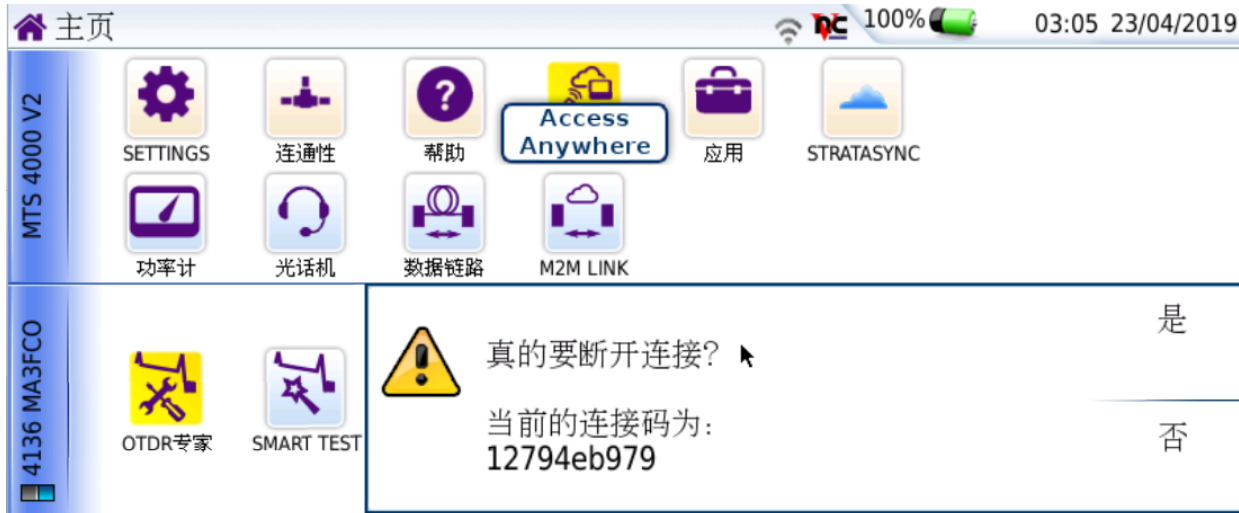 主页
100%
03:05 23/04/2019
MTS 4000 V2
SETTINGS
连通性
帮助
Access
Anywhere
应用
STRATASYNC
功率计
光话机
数据链路
M2M LINK
4136 MA3FCO
OTDR专家
SMART TEST
真的要断开连接?
当前的连接码为:
12794eb979
是
否